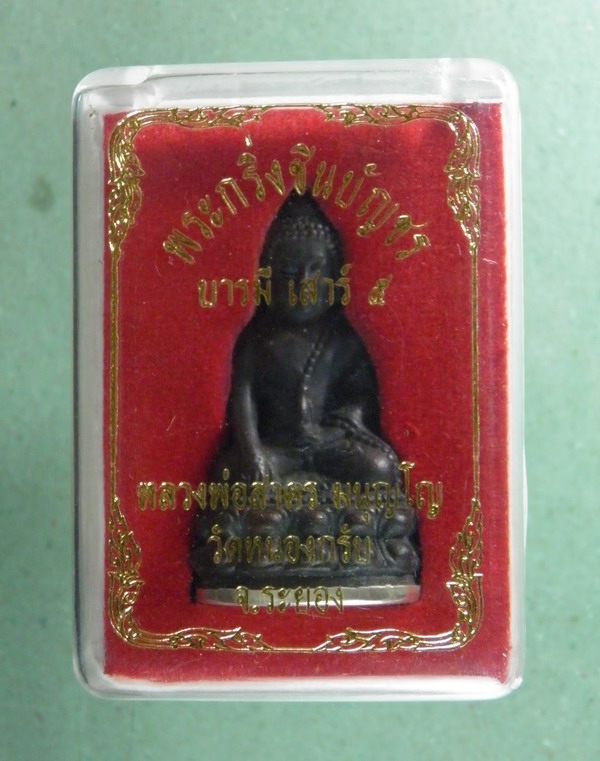 พระกริ่งชินบัญชร
บารมี เสาร์ ๕
หลวงพ่อสาคร มนุญโญ
วัดหนองกรับ
จ.ระยอง